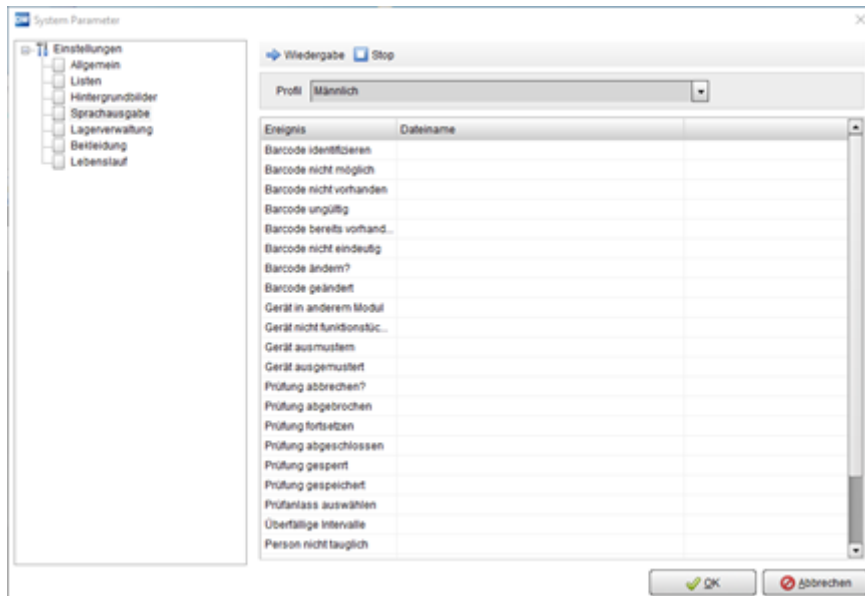 System Parameter
Einstellungen
Allgemein
Listen
Hintergrundbilder
Sprachausgabe
Lagerverwaltung
Bekleidung
Lebenslauf
Wiedergabe Stop
Profil Männlich
Ereignis Dateiname
Barcode identifizieren
Barcode nicht möglich
Barcode nicht vorhanden
Barcode ungültig
Barcode bereits vorhand...
Barcode nicht eindeutig
Barcode ändern?
Barcode geändert
Gerät in anderem Modul
Gerät nicht funktionstüc...
Gerät ausmustern
Gerät ausgemustert
Prüfung abbrechen?
Prüfung abgebrochen
Prüfung fortsetzen
Prüfung abgeschlossen
Prüfung gesperrt
Prüfung gespeichert
Prüfanlass auswählen
Überfällige Intervalle
Person nicht tauglich
OK Abbrechen